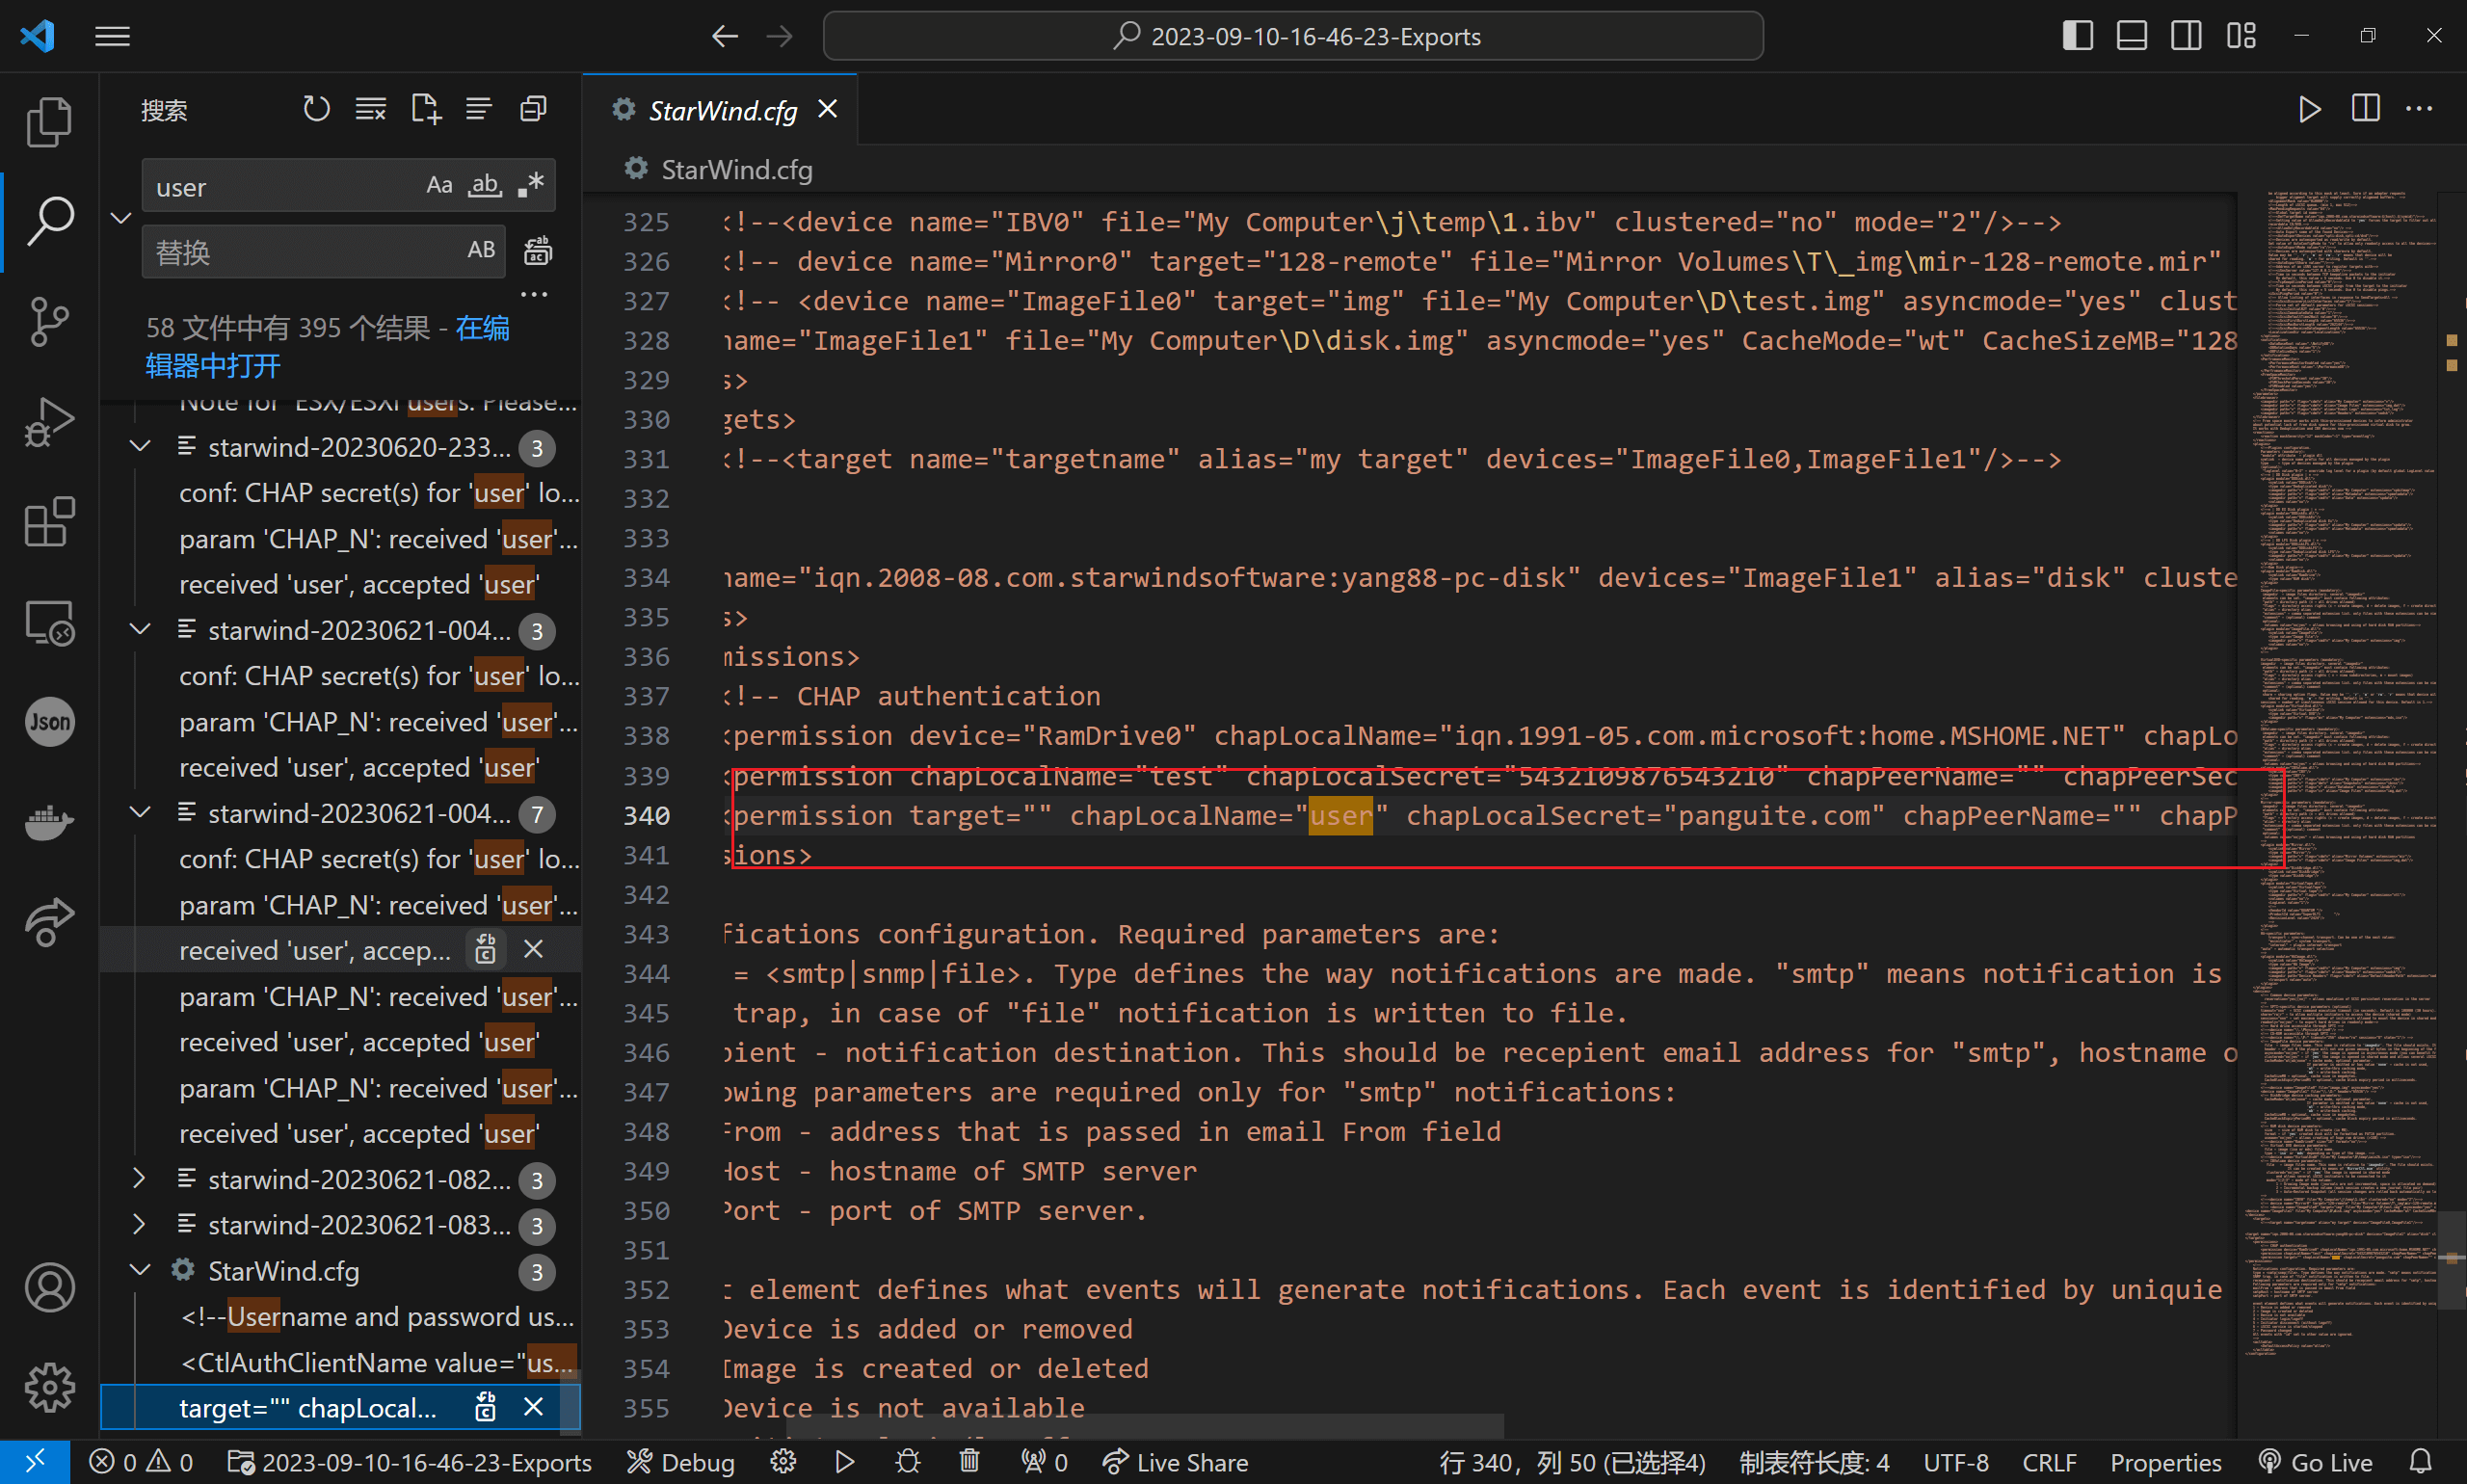 2023-09-10-16-46-23-Exports
搜索
user
Aa ab .*
替换
AB
58 文件中有 395 个结果 - 在编
辑器中打开
Note for ESX/ESXi users. Please...
starwind-20230620-233... 3
conf: CHAP secret(s) for 'user' lo...
param 'CHAP_N': received 'user'...
received 'user', accepted 'user'
starwind-20230621-004... 3
conf: CHAP secret(s) for 'user' lo...
param 'CHAP_N': received 'user'...
received 'user', accepted 'user'
starwind-20230621-004... 7
conf: CHAP secret(s) for 'user' lo...
param 'CHAP_N': received 'user'...
received 'user', accep...
param 'CHAP_N': received 'user'...
received 'user', accepted 'user'
param 'CHAP_N': received 'user'...
received 'user', accepted 'user'
starwind-20230621-082... 3
starwind-20230621-083... 3
StarWind.cfg 3
<!--Username and password us...
<CtlAuthClientName value="us...
target="" chapLocal...
Json
StarWind.cfg
StarWind.cfg
325 <!--<device name="IBV0" file="My Computer\j\temp\1.ibv" clustered="no" mode="2"/>-->
326 <!-- device name="Mirror0" target="128-remote" file="Mirror Volumes\T\_img\mir-128-remote.mir"
327 <!-- <device name="ImageFile0" target="img" file="My Computer\D\test.img" asyncmode="yes" clust
328 name="ImageFile1" file="My Computer\D\disk.img" asyncmode="yes" CacheMode="wt" CacheSizeMB="128
329 s>
330 gets>
331 <!--<target name="targetname" alias="my target" devices="ImageFile0,ImageFile1"/>-->
332
333
334 name="iqn.2008-08.com.starwindsoftware:yang88-pc-disk" devices="ImageFile1" alias="disk" cluste
335 s>
336 missions>
337 <!-- CHAP authentication
338 <permission device="RamDrive0" chapLocalName="iqn.1991-05.com.microsoft:home.MSHOME.NET" chapLo
339 <permission chapLocalName="test" chapLocalSecret="5432109876543210" chapPeerName="" chapPeerSec
340 <permission target="" chapLocalName="user" chapLocalSecret="panguite.com" chapPeerName="" chapP
341 sions>
342
343 fications configuration. Required parameters are:
344 = <smtp|snmp|file>. Type defines the way notifications are made. "smtp" means notification is
345 trap, in case of "file" notification is written to file.
346 pient - notification destination. This should be recepient email address for "smtp", hostname o
347 owing parameters are required only for "smtp" notifications:
348 From - address that is passed in email From field
349 Host - hostname of SMTP server
350 Port - port of SMTP server.
351
352 t element defines what events will generate notifications. Each event is identified by uniquie
353 Device is added or removed
354 Image is created or deleted
355 Device is not available
0 0 2023-09-10-16-46-23-Exports Debug 0 Live Share 行 340，列 50 (已选择4) 制表符长度: 4 UTF-8 CRLF Properties Go Live